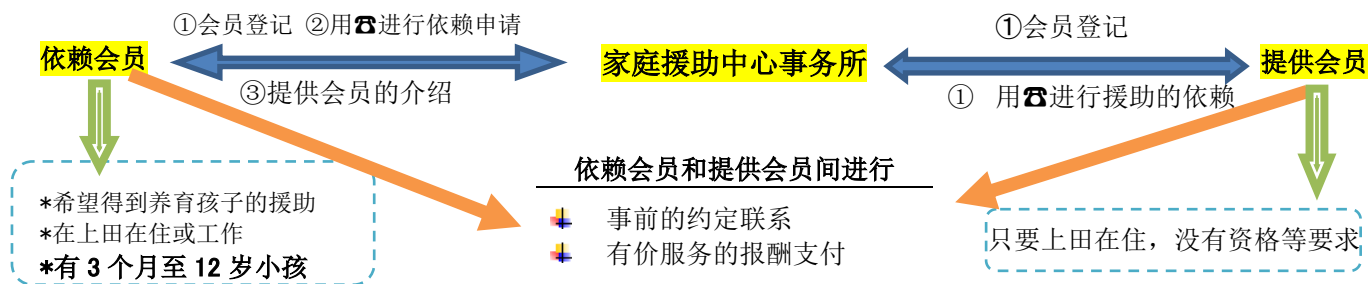 ①会员登记 ②用☎进行依赖申请
①会员登记
依赖会员
家庭援助中心事务所
提供会员
③提供会员的介绍
① 用☎进行援助的依赖
依赖会员和提供会员间进行
*希望得到养育孩子的援助
事前的约定联系
*在上田在住或工作
只要上田在住，没有资格等要求
有价服务的报酬支付
*有 3 个月至 12 岁小孩